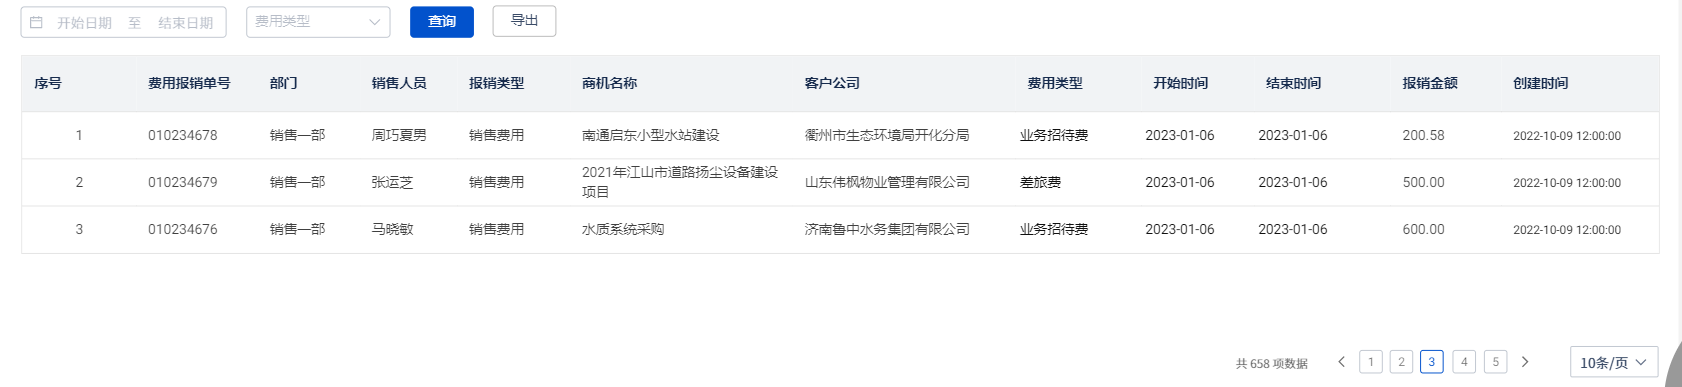 开始日期 至 结束日期 费用类型 查询 导出
序号 费用报销单号 部门 销售人员 报销类型 商机名称 客户公司 费用类型 开始时间 结束时间 报销金额 创建时间
1 010234678 销售一部 周巧夏男 销售费用 南通启东小型水站建设 衢州市生态环境局开化分局 业务招待费 2023-01-06 2023-01-06 200.58 2022-10-09 12:00:00
2 010234679 销售一部 张运芝 销售费用 2021年江山市道路扬尘设备建设
项目 山东伟枫物业管理有限公司 差旅费 2023-01-06 2023-01-06 500.00 2022-10-09 12:00:00
3 010234676 销售一部 马晓敏 销售费用 水质系统采购 济南鲁中水务集团有限公司 业务招待费 2023-01-06 2023-01-06 600.00 2022-10-09 12:00:00
共 658 项数据 1 2 3 4 5 10条/页